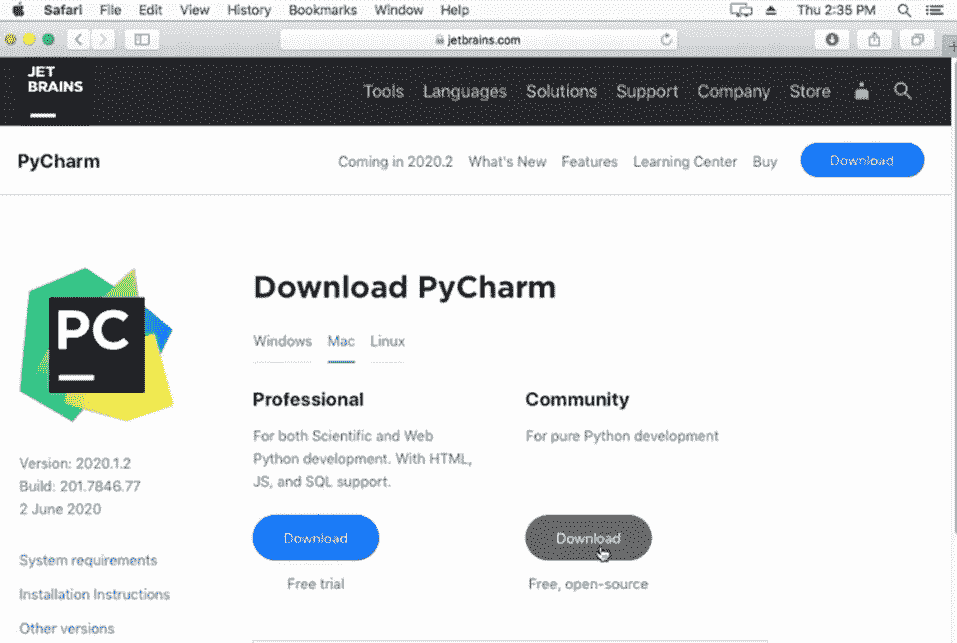 Safari File Edit View History Bookmarks Window Help Thu 2:35 PM
jetbrains.com
JET
BRAINS
Tools Languages Solutions Support Company Store
PyCharm Coming in 2020.2 What's New Features Learning Center Buy Download
PC
Download PyCharm
Windows Mac Linux
Professional Community
For both Scientific and Web For pure Python development
Python development. With HTML,
JS, and SQL support.
Version: 2020.1.2
Build: 201.7846.77
2 June 2020
Download Download
Free trial Free, open-source
System requirements
Installation Instructions
Other versions